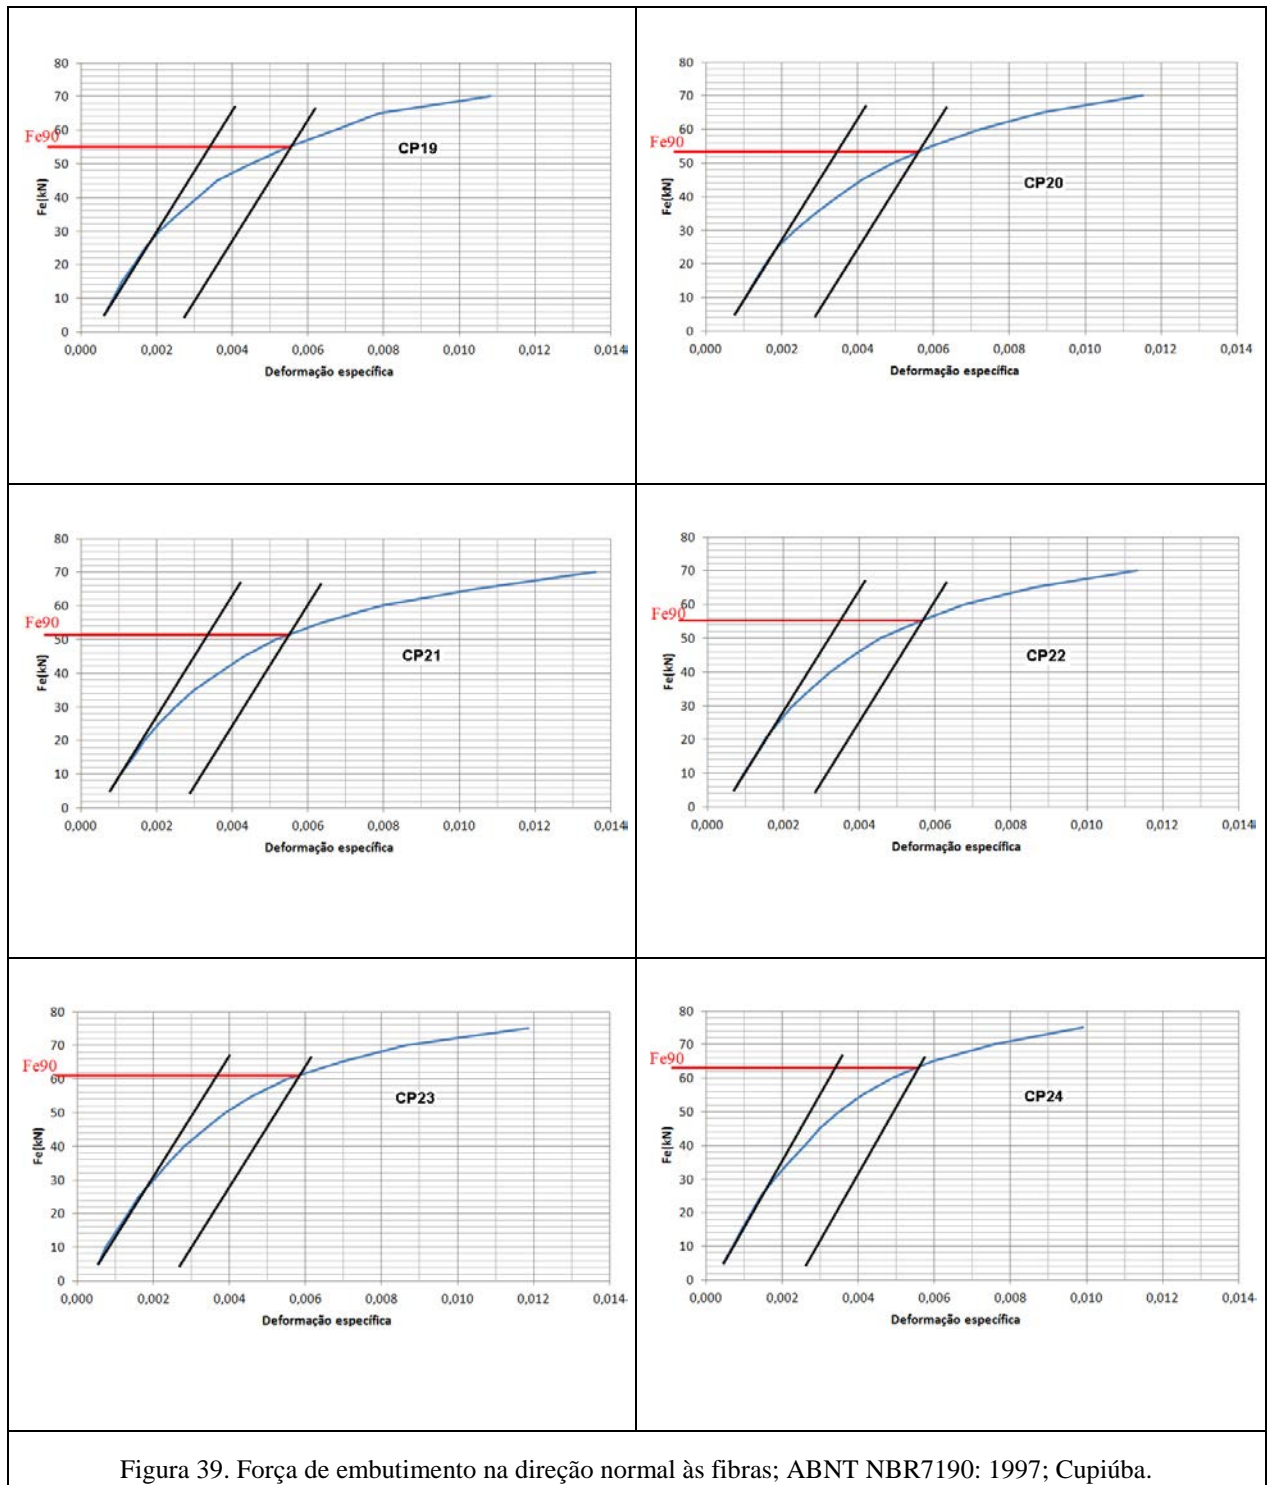 80
70
Fe90
60
50
40
30
20
10
0
Fe(kN)
CP19
0,000 0,002 0,004 0,006 0,008 0,010 0,012 0,014
Deformação específica
80
70
Fe90
60
50
40
30
20
10
0
Fe(kN)
CP20
0,000 0,002 0,004 0,006 0,008 0,010 0,012 0,014
Deformação específica
80
70
60
Fe90
50
40
30
20
10
0
Fe(kN)
CP21
0,000 0,002 0,004 0,006 0,008 0,010 0,012 0,014
Deformação específica
80
70
60
Fe90
50
40
30
20
10
0
Fe(kN)
CP22
0,000 0,002 0,004 0,006 0,008 0,010 0,012 0,014
Deformação específica
80
70
Fe90
60
50
40
30
20
10
0
Fe(kN)
CP23
0,000 0,002 0,004 0,006 0,008 0,010 0,012 0,014
Deformação específica
80
70
Fe90
60
50
40
30
20
10
0
Fe(kN)
CP24
0,000 0,002 0,004 0,006 0,008 0,010 0,012 0,014
Deformação específica
Figura 39. Força de embutimento na direção normal às fibras; ABNT NBR7190: 1997; Cupiúba.